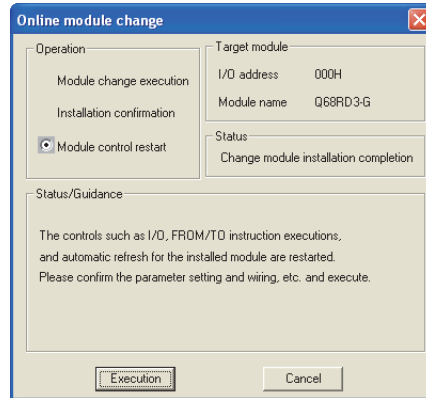 Online module change
Operation
Module change execution
Installation confirmation
Module control restart
Target module
I/O address 000H
Module name Q68RD3-G
Status
Change module installation completion
Status/Guidance
The controls such as I/O, FROM/TO instruction executions,
and automatic refresh for the installed module are restarted.
Please confirm the parameter setting and wiring, etc. and execute.
Execution Cancel